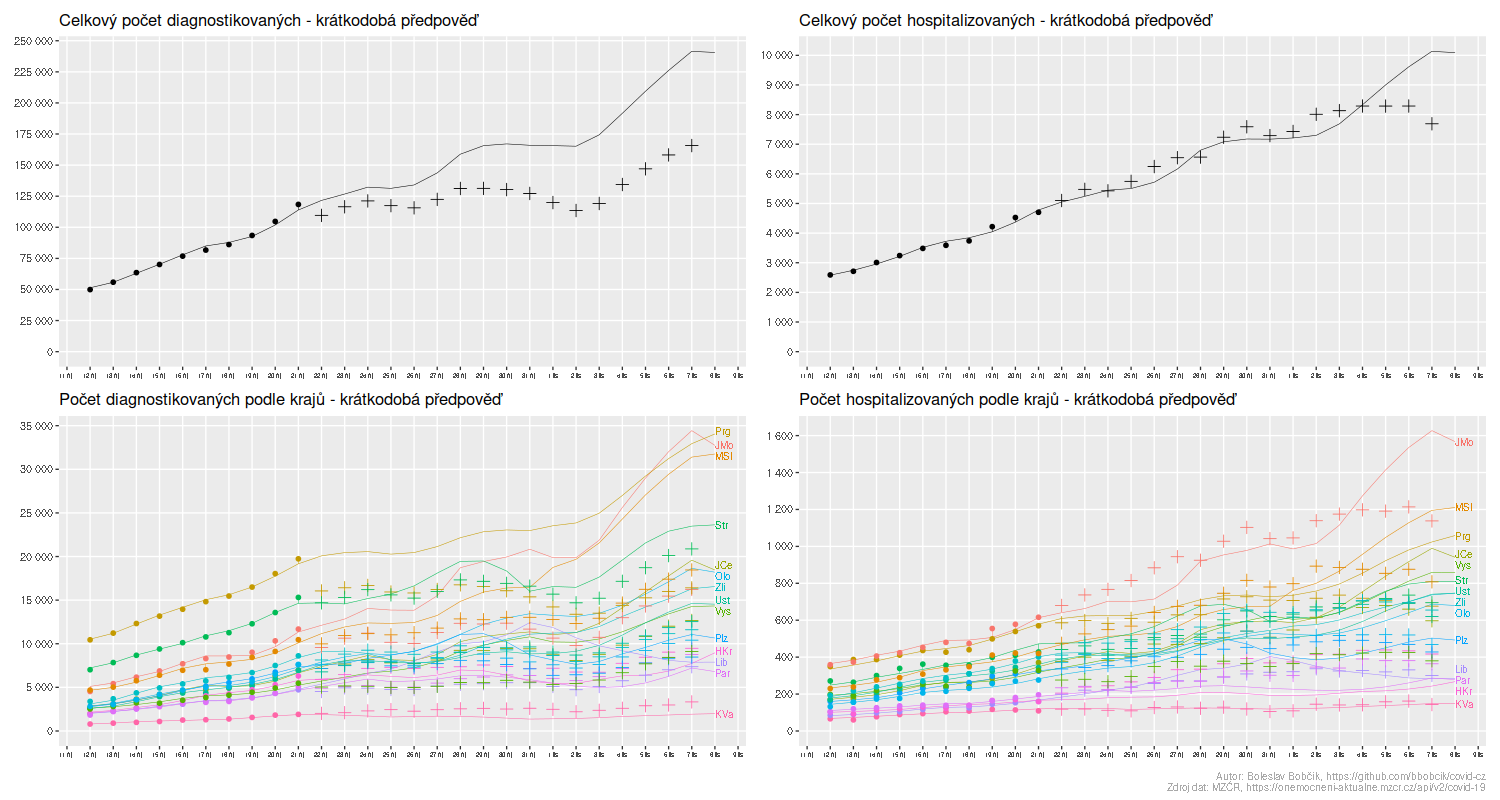 Celkový počet diagnostikovaných - krátkodobá předpověď
250 000
225 000
200 000
175 000
150 000
125 000
100 000
75 000
50 000
25 000
0
Celkový počet hospitalizovaných - krátkodobá předpověď
10 000
9 000
8 000
7 000
6 000
5 000
4 000
3 000
2 000
1 000
0
Počet diagnostikovaných podle krajů - krátkodobá předpověď
35 000
30 000
25 000
20 000
15 000
10 000
5 000
0
Prg
JMo
MSl
Str
JCe
Olo
Zli
Ust
Vys
Plz
HKr
Lib
Par
KVa
Počet hospitalizovaných podle krajů - krátkodobá předpověď
1 600
1 400
1 200
1 000
800
600
400
200
0
JMo
MSl
Prg
JCe
Vys
Str
Ust
Zli
Olo
Plz
Lib
Par
HKr
KVa
Autor: Boleslav Bobčík, https://github.com/bbobcik/covid-cz
Zdroj dat: MZČR, https://onemocneni-aktualne.mzcr.cz/api/v2/covid-19